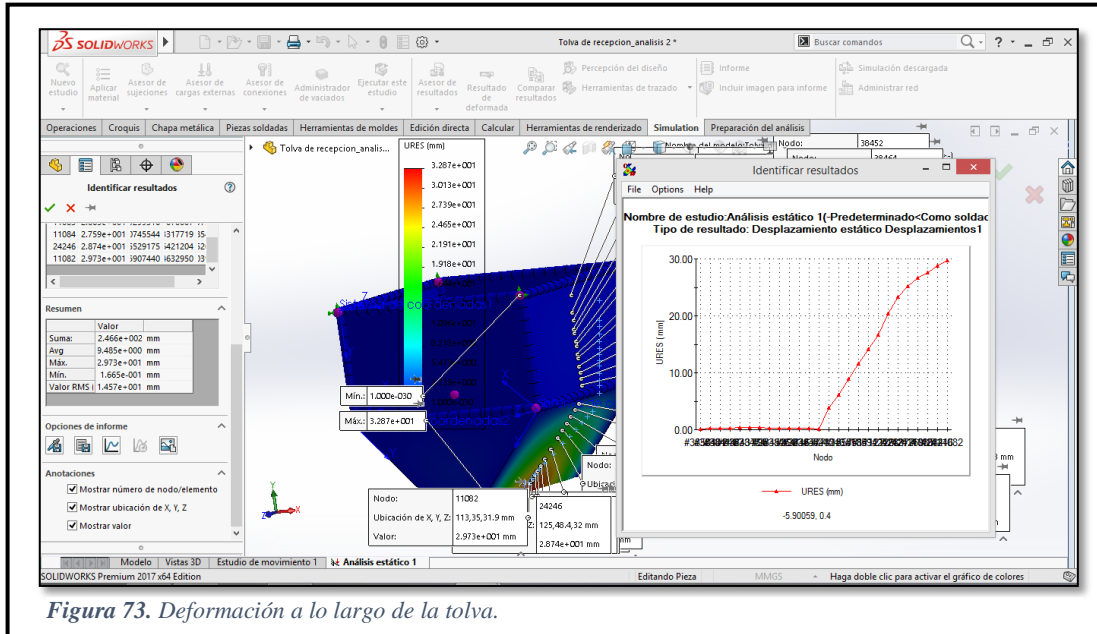 SOLIDWORKS
Tolva de recepcion_analisis 2 *
Buscar comandos
Nuevo estudio
Aplicar material
Asesor de sujeciones
Asesor de cargas externas
Asesor de conexiones
Administrador de vaciados
Ejecutar este estudio
Asesor de resultados
Resultado de deformada
Comparar resultados
Percepción del diseño
Herramientas de trazado
Informe
Incluir imagen para informe
Simulación descargada
Administrar red
Operaciones Croquis Chapa metálica Piezas soldadas Herramientas de moldes Edición directa Calcular Herramientas de renderizado Simulation Preparación del análisis
Tolva de recepcion_analis...
Identificar resultados
11084 2.759e+001
24246 2.874e+001
11082 2.973e+001
Resumen
Valor
Suma: 2.466e+002 mm
Avg 9.485e+000 mm
Máx. 2.973e+001 mm
Mín. 1.665e-001 mm
Valor RMS 1.457e+001 mm
Opciones de informe
Anotaciones
Mostrar número de nodo/elemento
Mostrar ubicación de X, Y, Z
Mostrar valor
URES (mm)
3.287e+001
3.013e+001
2.739e+001
2.465e+001
2.191e+001
1.918e+001
Mín.: 1.000e-030
Máx.: 3.287e+001
Nodo: 38452
Nodo: 38464
Nodo: 11082
Ubicación de X, Y, Z: 113,35,31.9 mm
Valor: 2.973e+001 mm
24246
Z: 125,48.4,32 mm
2.874e+001 mm
Nodo:
Identificar resultados
File Options Help
Nombre de estudio:Análisis estático 1(-Predeterminado<Como soldac
Tipo de resultado: Desplazamiento estático Desplazamientos1
URES (mm)
30.00
20.00
10.00
0.00
Nodo
URES (mm)
-5.90059, 0.4
Modelo Vistas 3D Estudio de movimiento 1 Análisis estático 1
SOLIDWORKS Premium 2017 x64 Edition
Editando Pieza
MMGS
Haga doble clic para activar el gráfico de colores
Figura 73. Deformación a lo largo de la tolva.